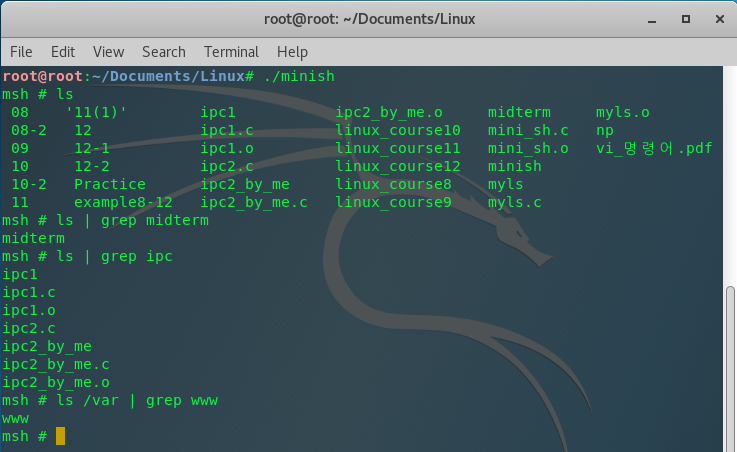 root@root: ~/Documents/Linux
File Edit View Search Terminal Help
root@root:~/Documents/Linux# ./minish
msh # ls
08 '11(1)' ipc1 ipc2_by_me.o midterm myls.o
08-2 12 ipc1.c linux_course10 mini_sh.c np
09 12-1 ipc1.o linux_course11 mini_sh.o vi_명령어.pdf
10 12-2 ipc2.c linux_course12 minish
10-2 Practice ipc2_by_me linux_course8 myls
11 example8-12 ipc2_by_me.c linux_course9 myls.c
msh # ls | grep midterm
midterm
msh # ls | grep ipc
ipc1
ipc1.c
ipc1.o
ipc2.c
ipc2_by_me
ipc2_by_me.c
ipc2_by_me.o
msh # ls /var | grep www
www
msh #